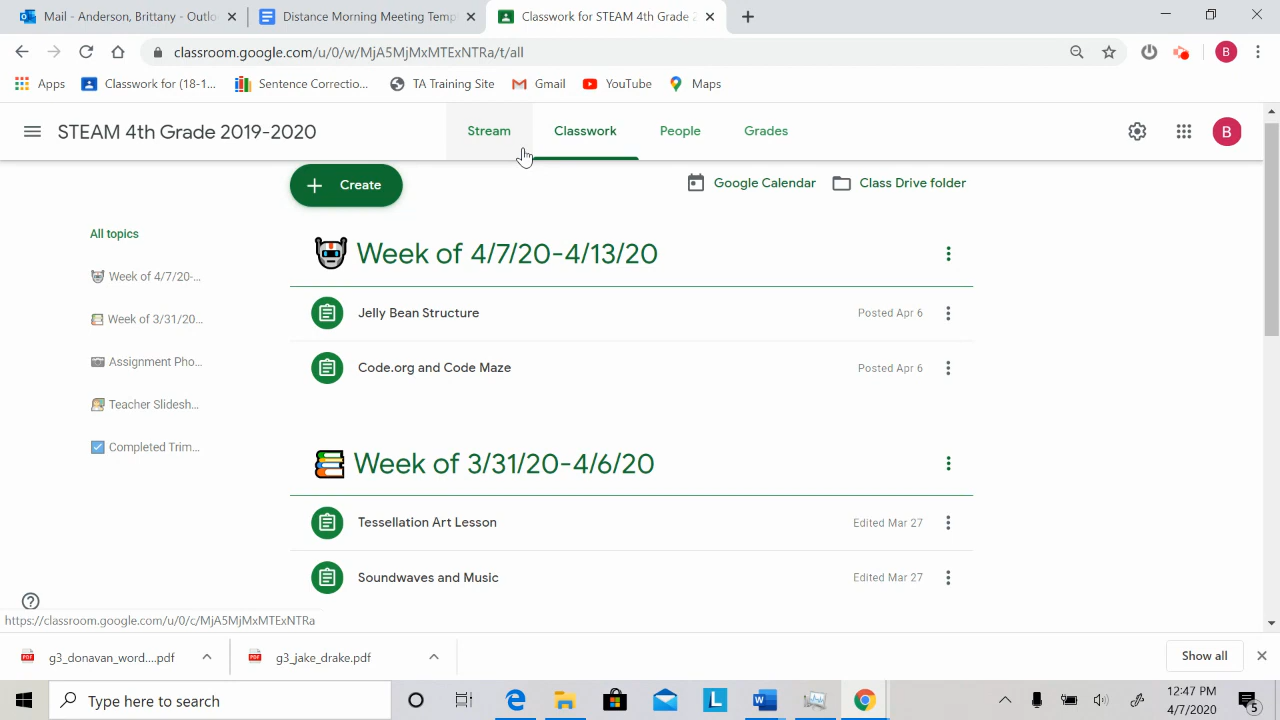 Mail - Anderson, Brittany - Outlo
Distance Morning Meeting Temp
Classwork for STEAM 4th Grade 2
classroom.google.com/u/0/w/MjA5MjMxMTExNTRa/t/all
B
Apps
Classwork for (18-1...
Sentence Correctio...
TA Training Site
Gmail
YouTube
Maps
STEAM 4th Grade 2019-2020
Stream
Classwork
People
Grades
B
Create
Google Calendar
Class Drive folder
All topics
Week of 4/7/20-...
Week of 3/31/20...
Assignment Pho...
Teacher Slidesh...
Completed Trim...
Week of 4/7/20-4/13/20
Jelly Bean Structure
Posted Apr 6
Code.org and Code Maze
Posted Apr 6
Week of 3/31/20-4/6/20
Tessellation Art Lesson
Edited Mar 27
Soundwaves and Music
Edited Mar 27
https://classroom.google.com/u/0/c/MjA5MjMxMTExNTRa
g3_donavan_word....pdf
g3_jake_drake.pdf
Show all
Type here to search
12:47 PM
4/7/2020
5